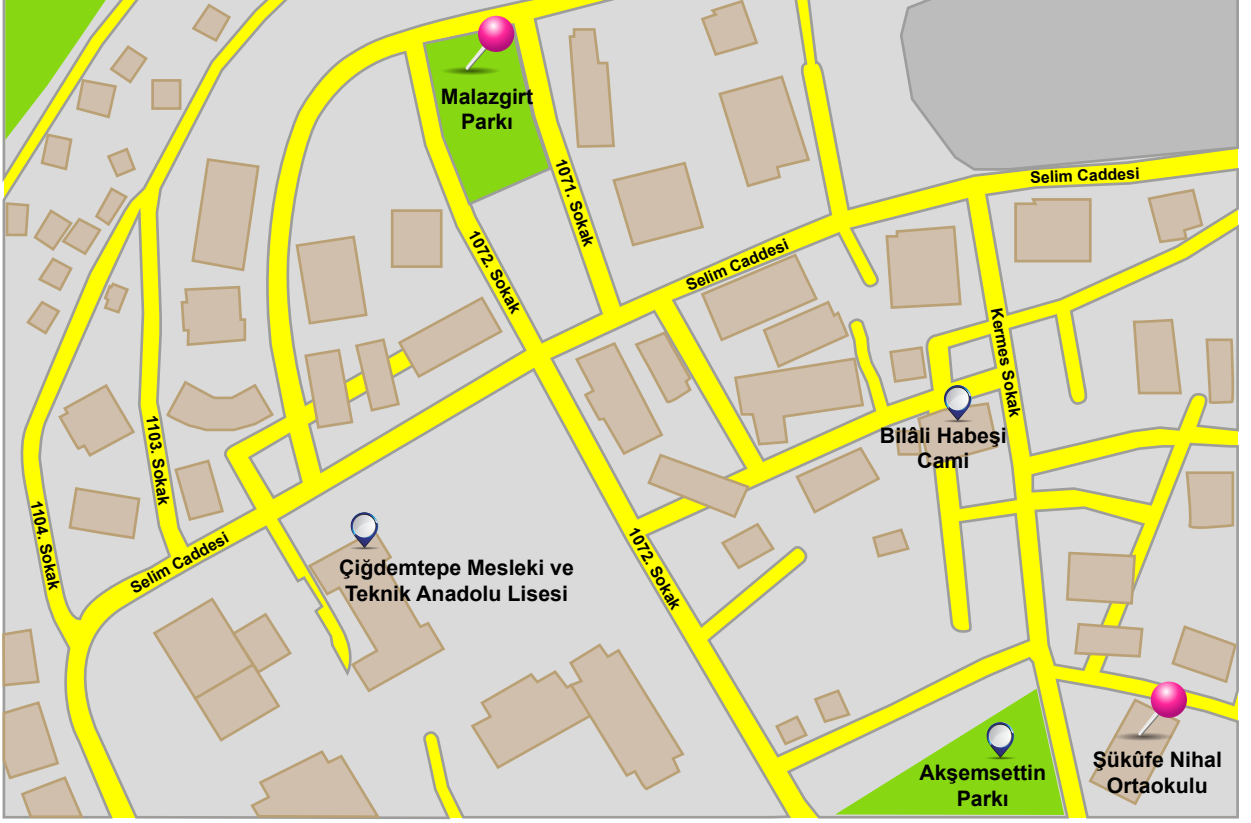 Malazgirt
Parkı
1071. Sokak
Selim Caddesi
1072. Sokak
Selim Caddesi
Kermes Sokak
1103. Sokak
Bilâli Habeşi
Cami
1104. Sokak
Selim Caddesi
Çiğdemtepe Mesleki ve
Teknik Anadolu Lisesi
1072. Sokak
Akşemsettin
Parkı
Şükûfe Nihal
Ortaokulu